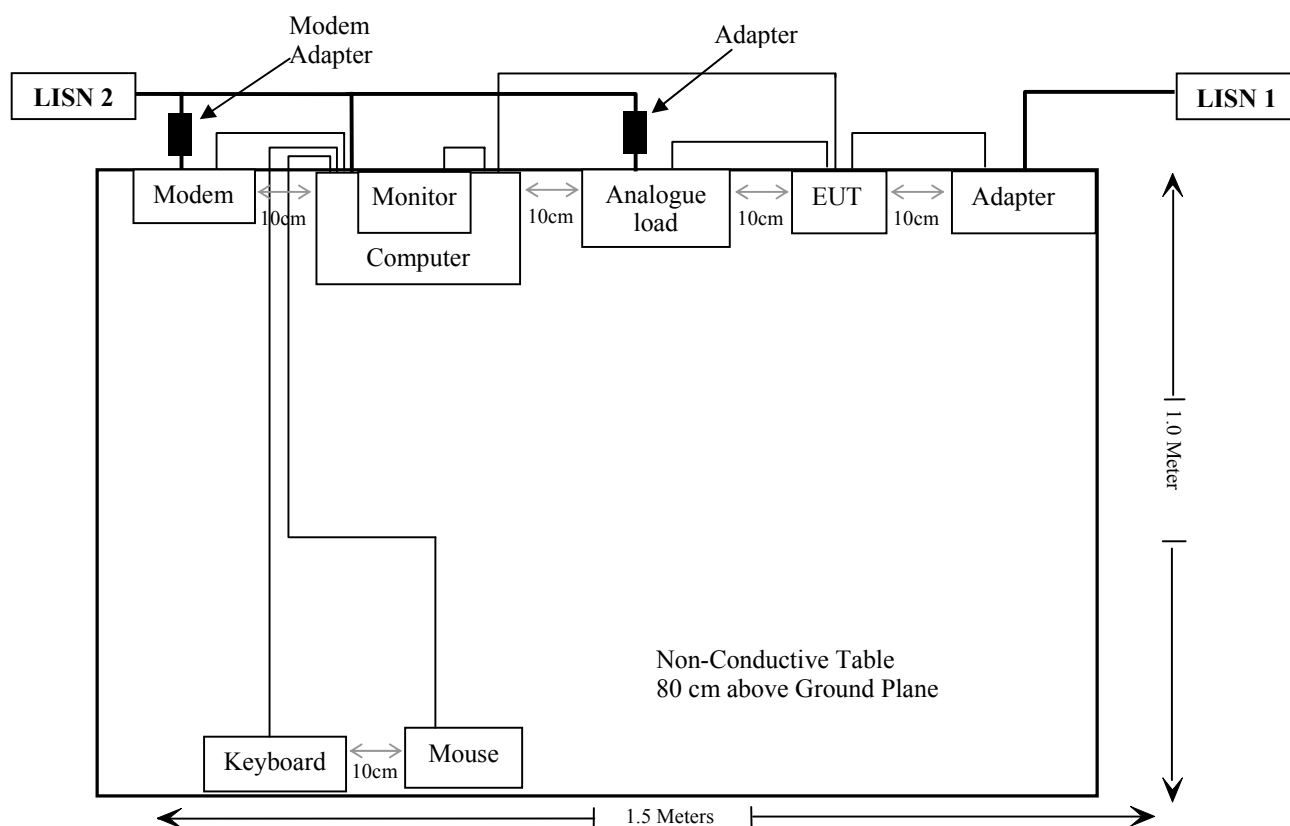 Modem
Adapter
Adapter
LISN 2
LISN 1
Modem
10cm
Monitor
Computer
10cm
Analogue
load
10cm
EUT
10cm
Adapter
1.0 Meter
Non-Conductive Table
80 cm above Ground Plane
Keyboard
10cm
Mouse
1.5 Meters